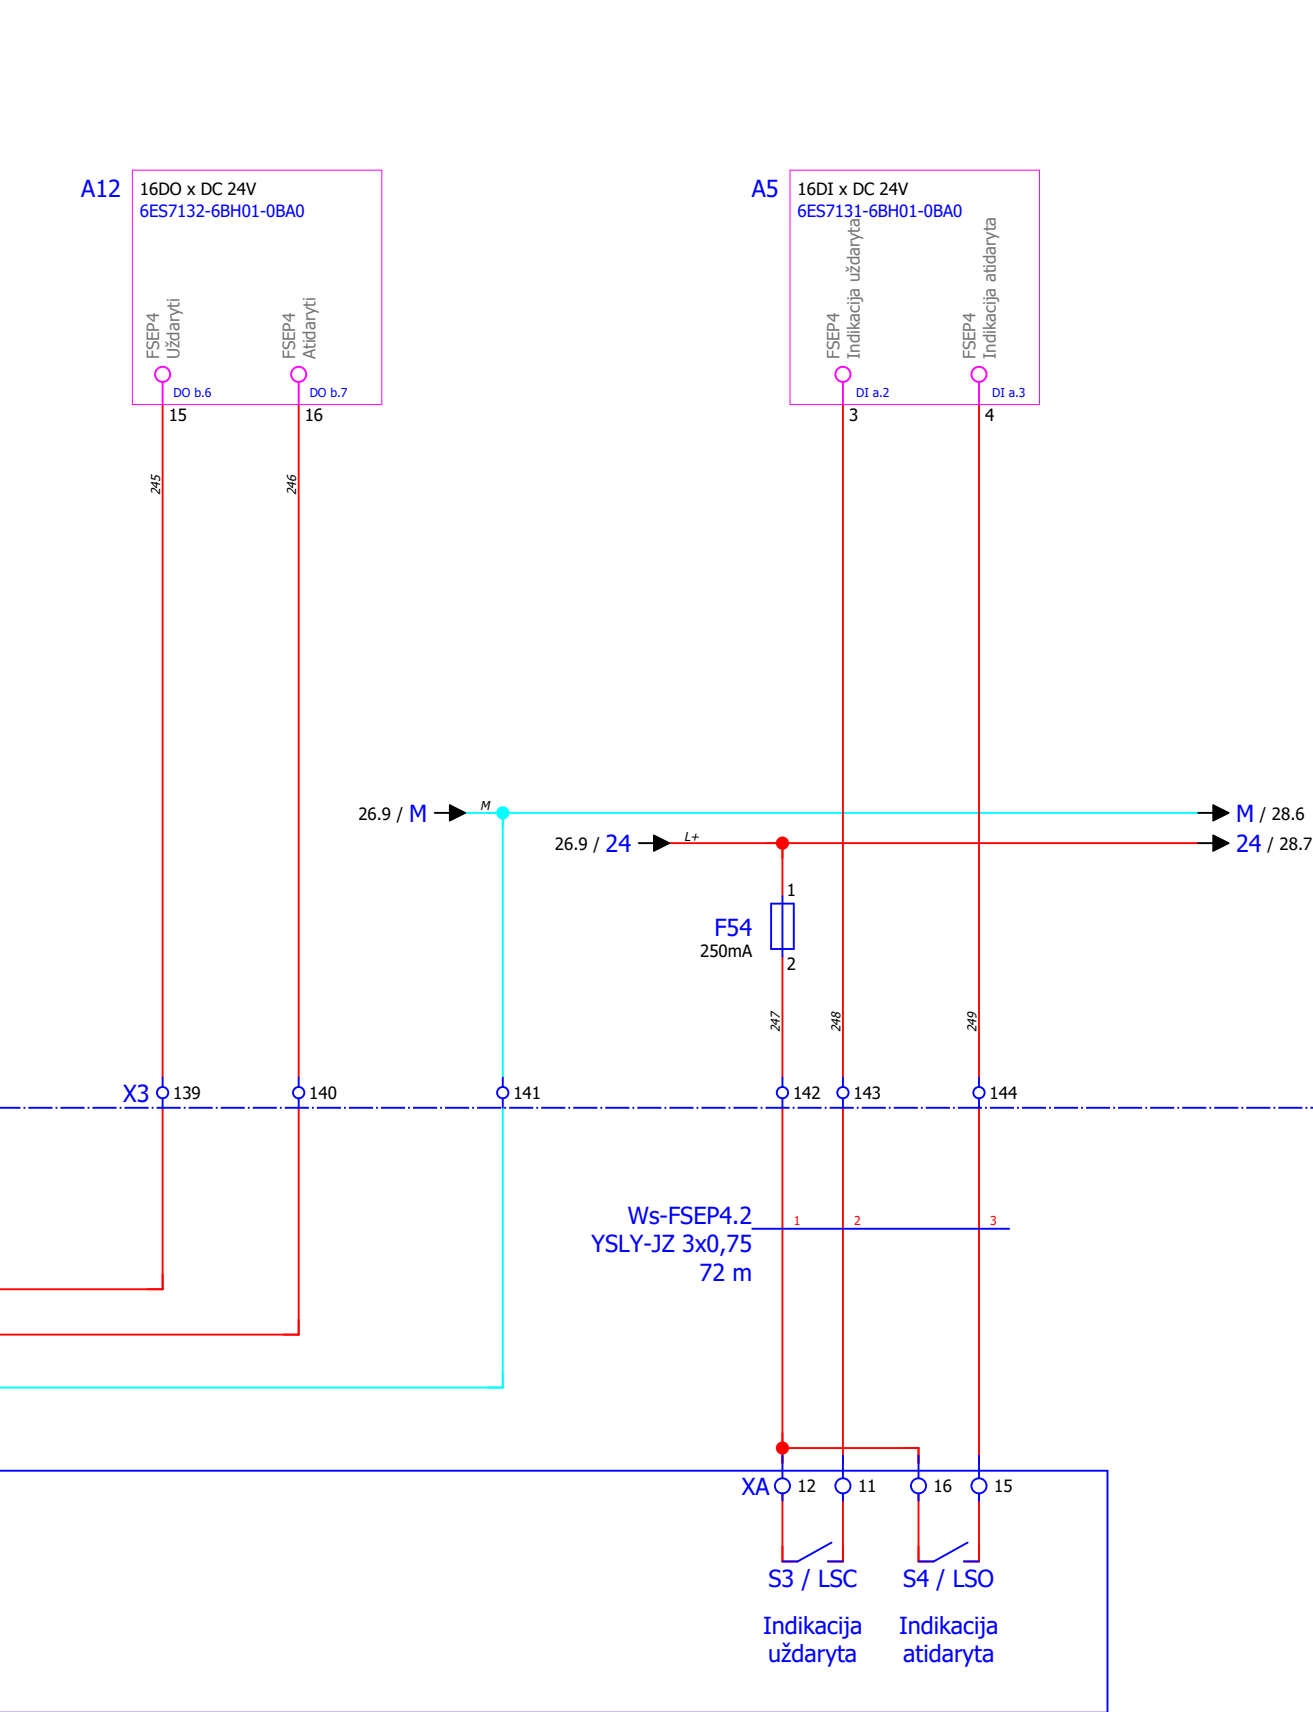 A12
16DO x DC 24V
6ES7132-6BH01-0BA0
FSEP4
Uždaryti
FSEP4
Atidaryti
DO b.6
DO b.7
15
16
245
246
A5
16DI x DC 24V
6ES7131-6BH01-0BA0
FSEP4
Indikacija uždaryta
FSEP4
Indikacija atidaryta
DI a.2
DI a.3
3
4
26.9 / M
M
M / 28.6
26.9 / 24
L+
24 / 28.7
1
F54
250mA
2
247
248
249
X3
139
140
141
142
143
144
Ws-FSEP4.2
YSLY-JZ 3x0,75
72 m
1
2
3
XA
12
11
16
15
S3 / LSC
S4 / LSO
Indikacija
uždaryta
Indikacija
atidaryta